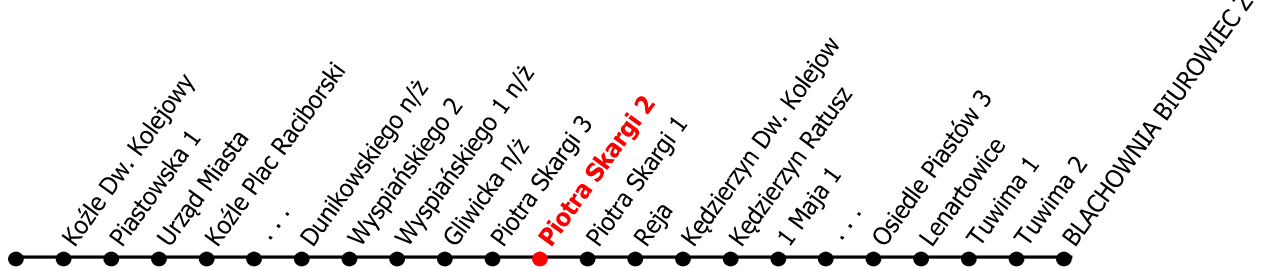 Koźle Dw. Kolejowy
Piastowska 1
Urząd Miasta
Koźle Plac Raciborski
. . .
Dunikowskiego n/ż
Wyspiańskiego 2
Wyspiańskiego 1 n/ż
Gliwicka n/ż
Piotra Skargi 3
Piotra Skargi 2
Piotra Skargi 1
Reja
Kędzierzyn Dw. Kolejow
Kędzierzyn Ratusz
1 Maja 1
. . .
Osiedle Piastów 3
Lenartowice
Tuwima 1
Tuwima 2
BLACHOWNIA BIUROWIEC 2